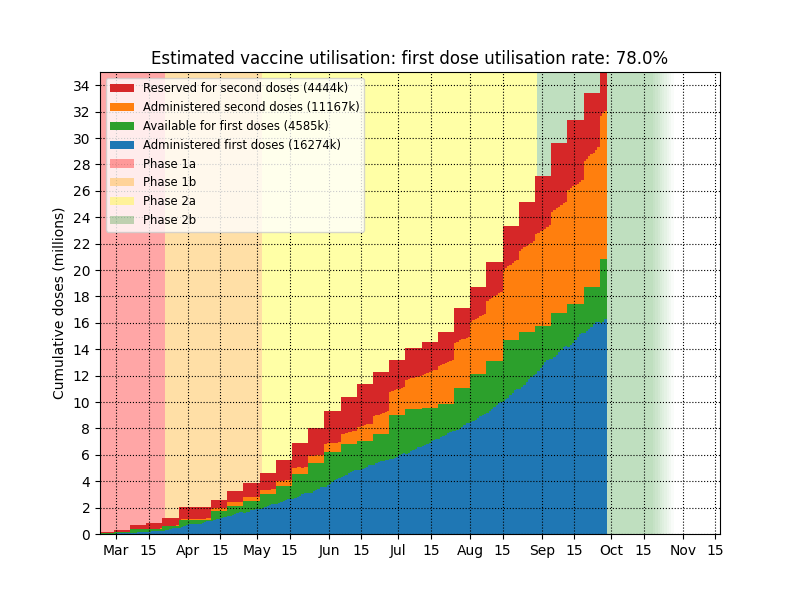 Estimated vaccine utilisation: first dose utilisation rate: 78.0%
Cumulative doses (millions)
34
32
30
28
26
24
22
20
18
16
14
12
10
8
6
4
2
0
Reserved for second doses (4444k)
Administered second doses (11167k)
Available for first doses (4585k)
Administered first doses (16274k)
Phase 1a
Phase 1b
Phase 2a
Phase 2b
Mar 15 Apr 15 May 15 Jun 15 Jul 15 Aug 15 Sep 15 Oct 15 Nov 15